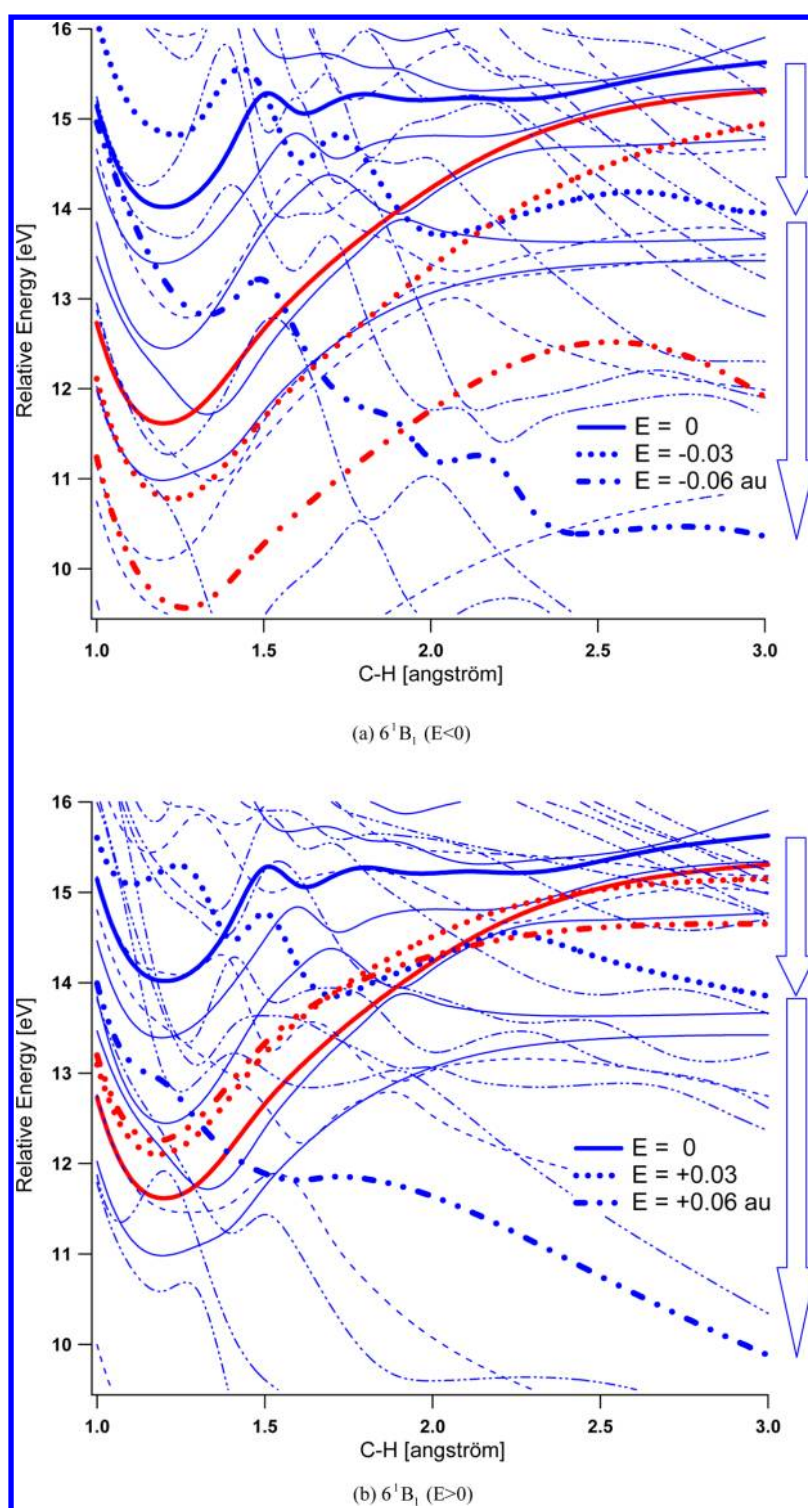 16
15
14
13
12
11
10
Relative Energy [eV]
E = 0
E = -0.03
E = -0.06 au
1.0 1.5 2.0 2.5 3.0
C-H [angström]
(a) 6¹B₁ (E<0)
16
15
14
13
12
11
10
Relative Energy [eV]
E = 0
E = +0.03
E = +0.06 au
1.0 1.5 2.0 2.5 3.0
C-H [angström]
(b) 6¹B₁ (E>0)